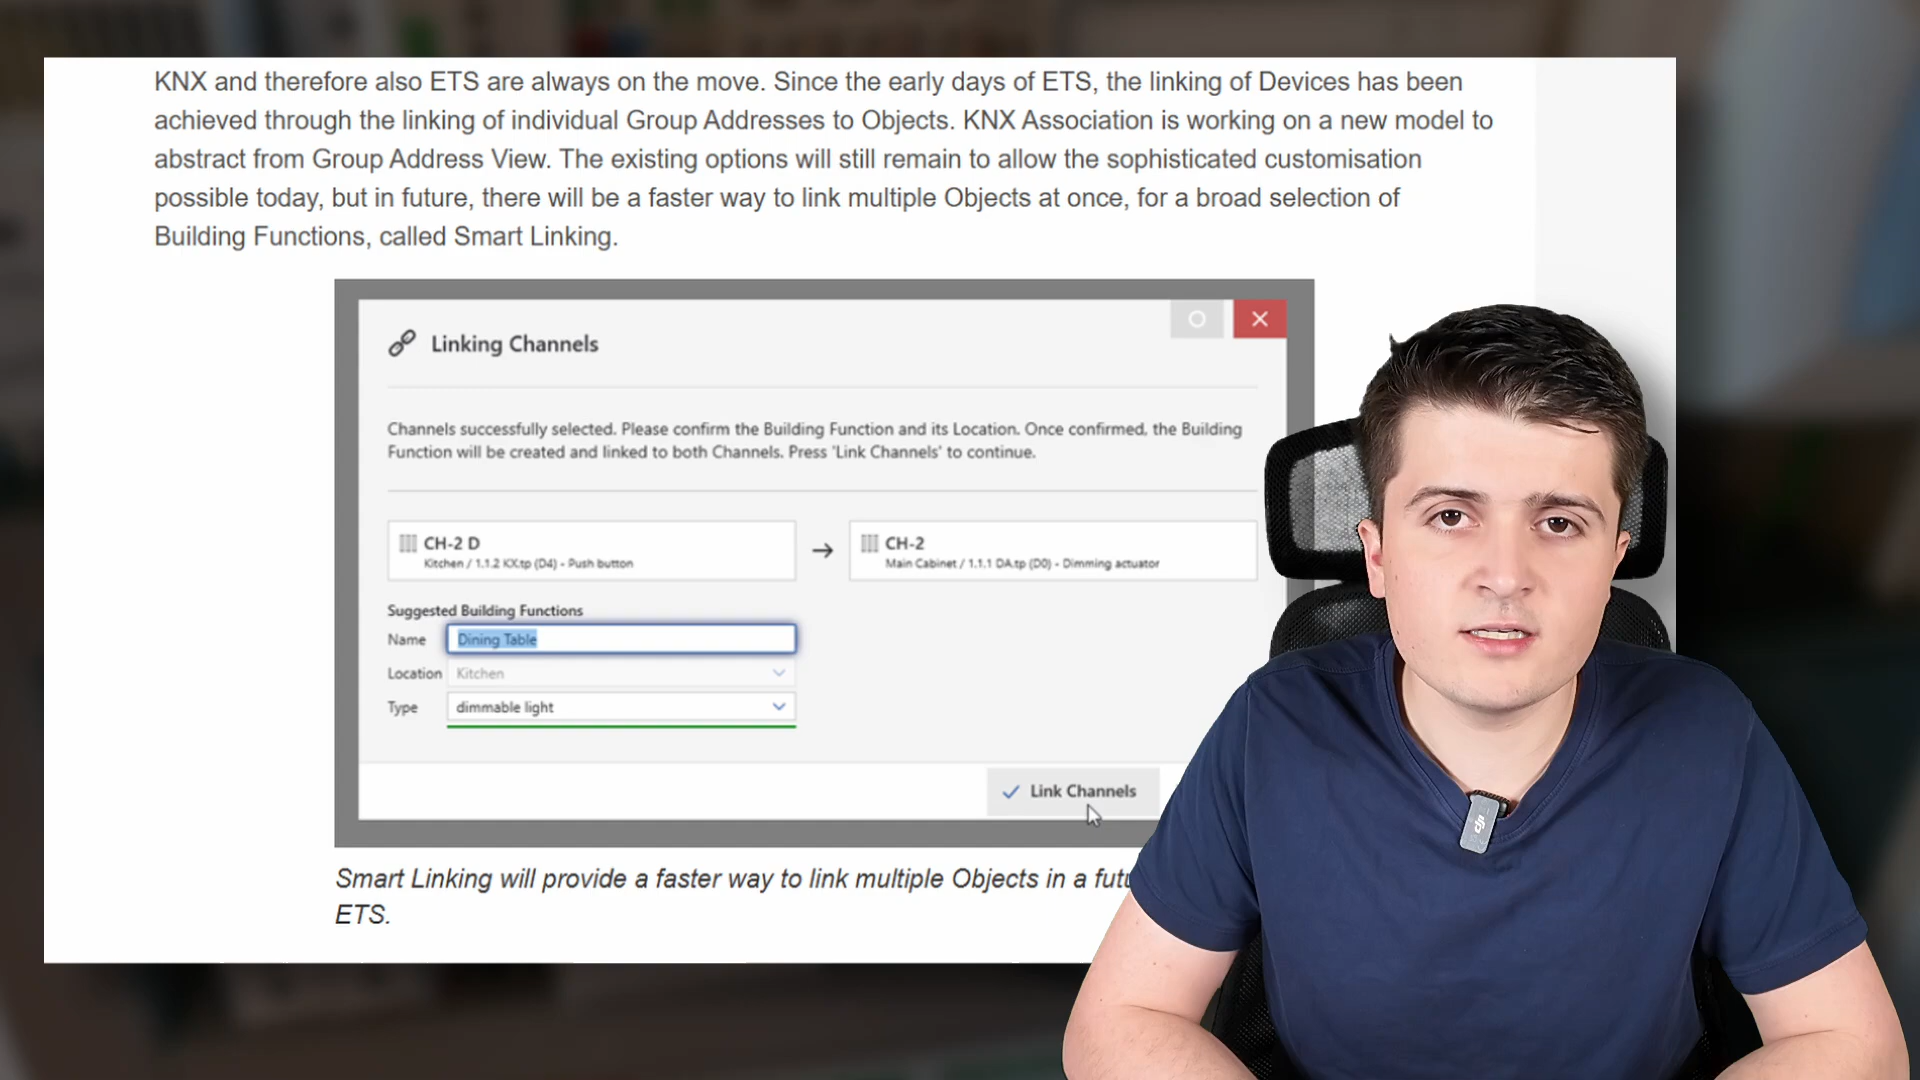 KNX and therefore also ETS are always on the move. Since the early days of ETS, the linking of Devices has been
achieved through the linking of individual Group Addresses to Objects. KNX Association is working on a new model to
abstract from Group Address View. The existing options will still remain to allow the sophisticated customisation
possible today, but in future, there will be a faster way to link multiple Objects at once, for a broad selection of
Building Functions, called Smart Linking.
Linking Channels
Channels successfully selected. Please confirm the Building Function and its Location. Once confirmed, the Building
Function will be created and linked to both Channels. Press 'Link Channels' to continue.
CH-2 D
Kitchen / 1.1.2 KX.tp (D4) - Push button
CH-2
Main Cabinet / 1.1.1 DA.tp (D0) - Dimming actuator
Suggested Building Functions
Name Dining Table
Location Kitchen
Type dimmable light
Link Channels
Smart Linking will provide a faster way to link multiple Objects in a
ETS.